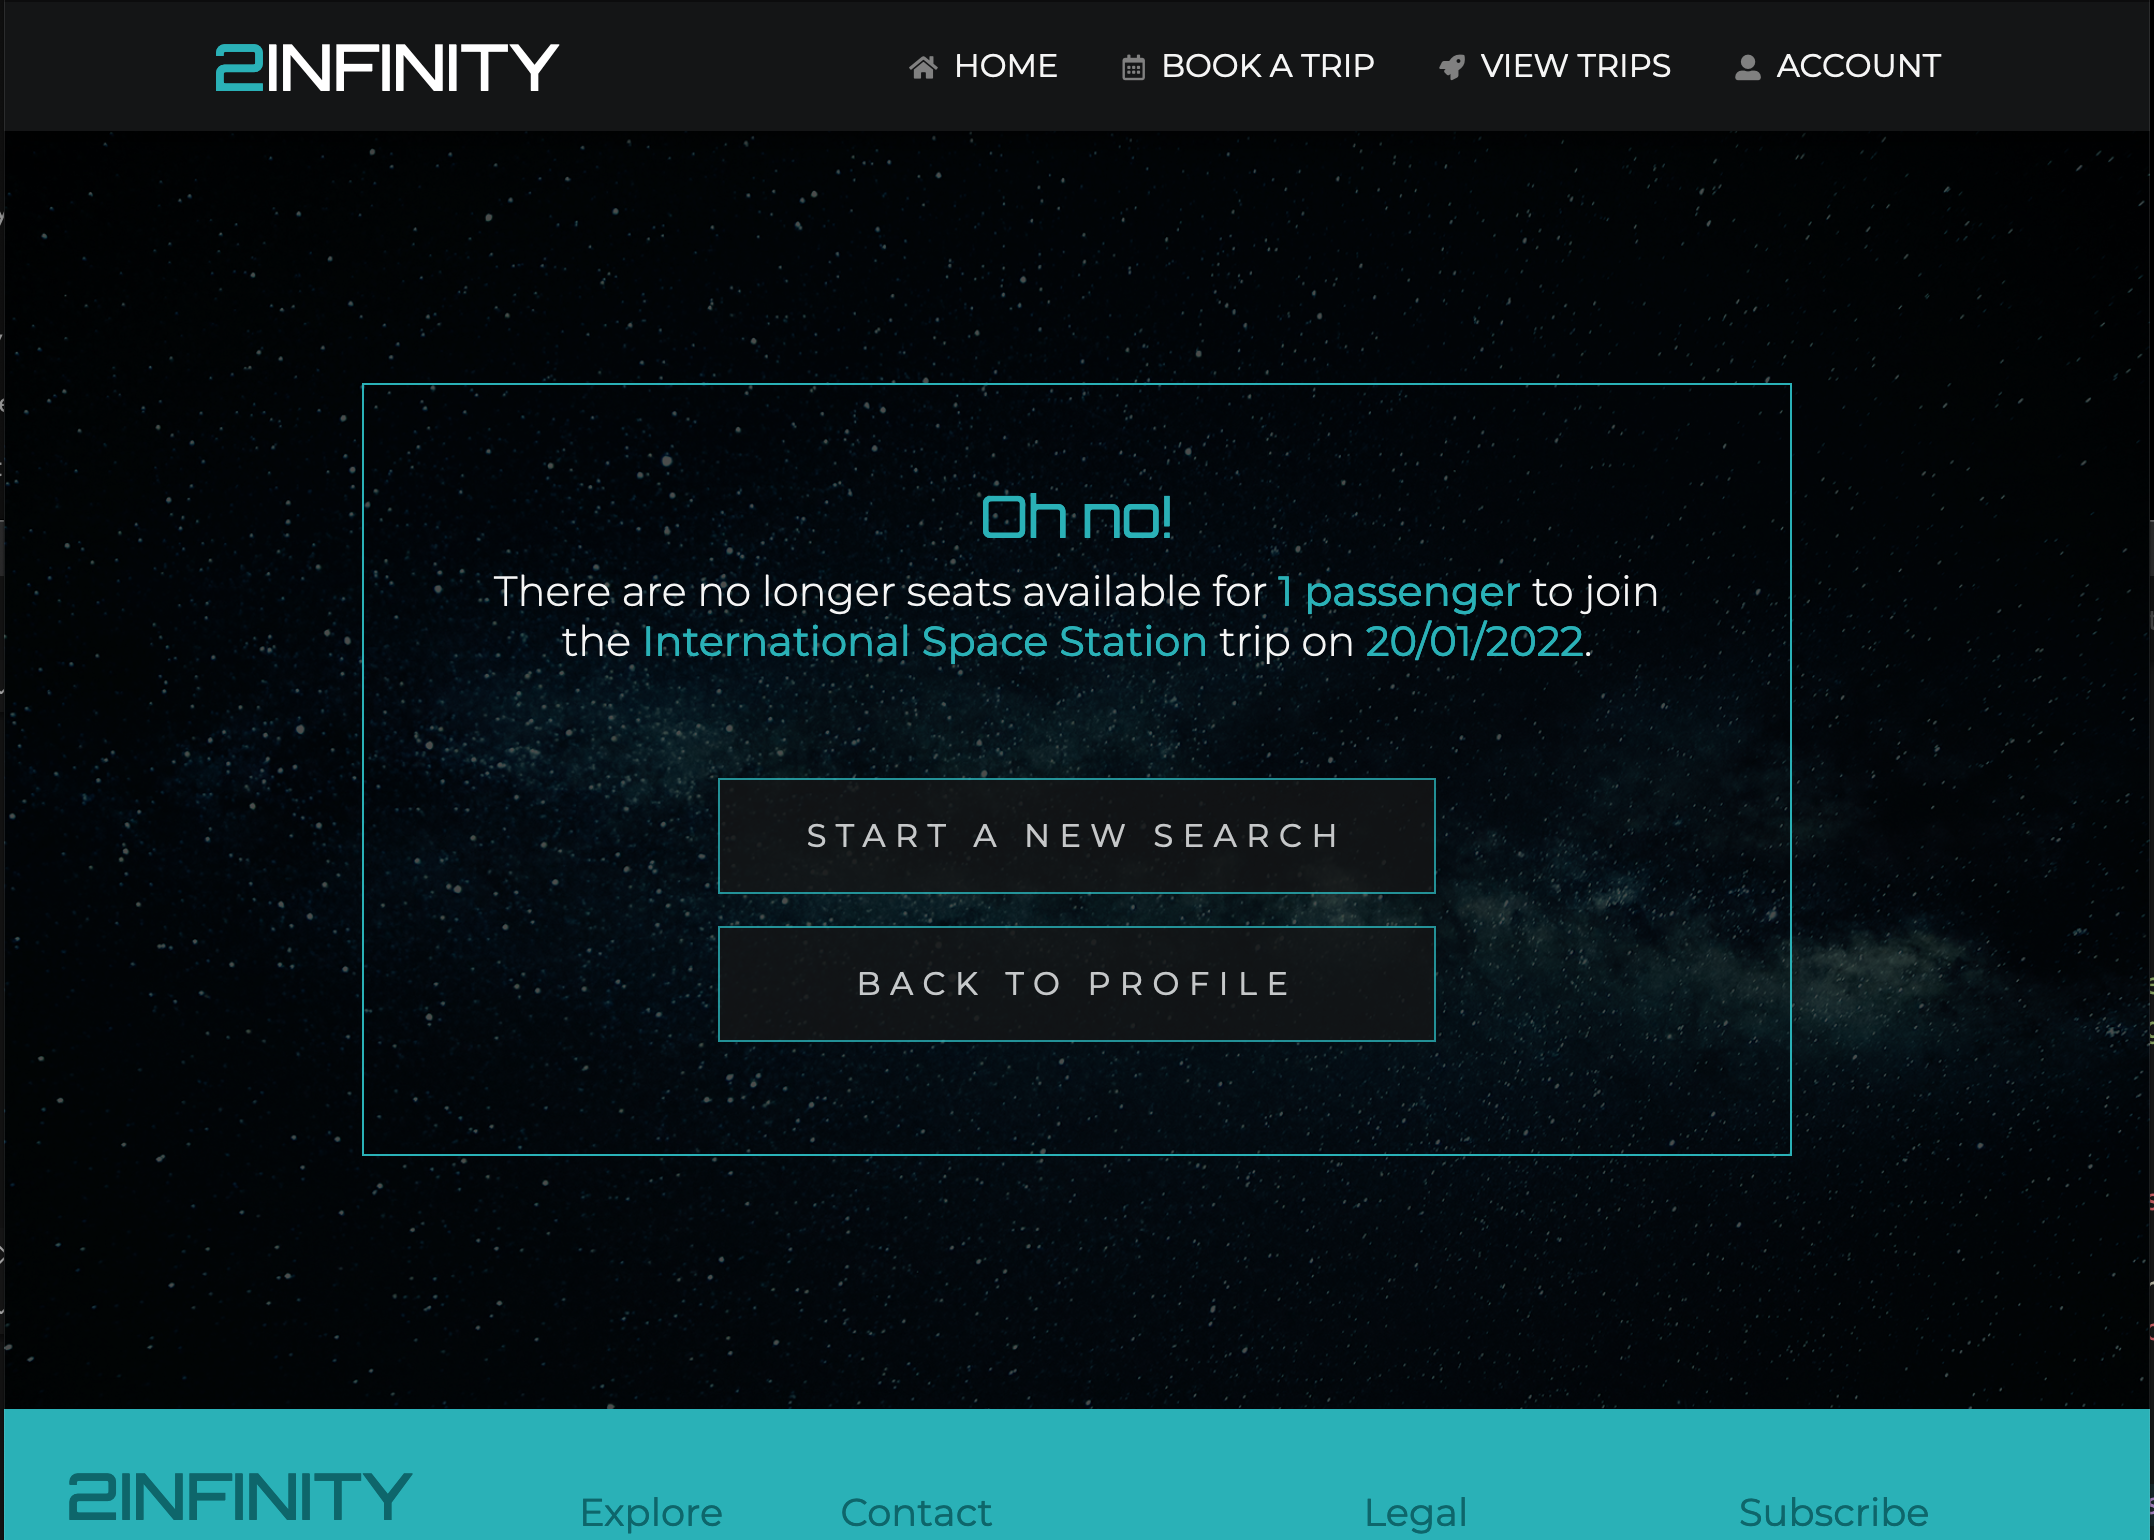 2INFINITY
HOME
BOOK A TRIP
VIEW TRIPS
ACCOUNT
Oh no!
There are no longer seats available for 1 passenger to join
the International Space Station trip on 20/01/2022.
START A NEW SEARCH
BACK TO PROFILE
2INFINITY
Explore
Contact
Legal
Subscribe